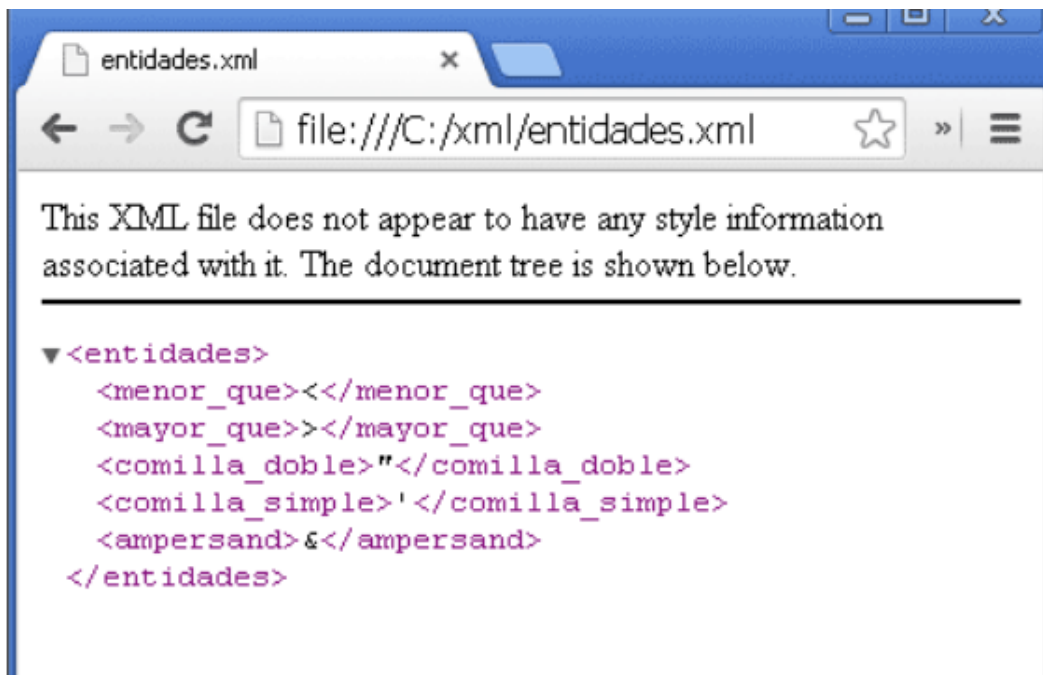 entidades.xml
file:///C:/xml/entidades.xml
This XML file does not appear to have any style information
associated with it. The document tree is shown below.
<entidades>
<menor_que><</menor_que>
<mayor_que>></mayor_que>
<comilla_doble>"</comilla_doble>
<comilla_simple>'</comilla_simple>
<ampersand>&</ampersand>
</entidades>